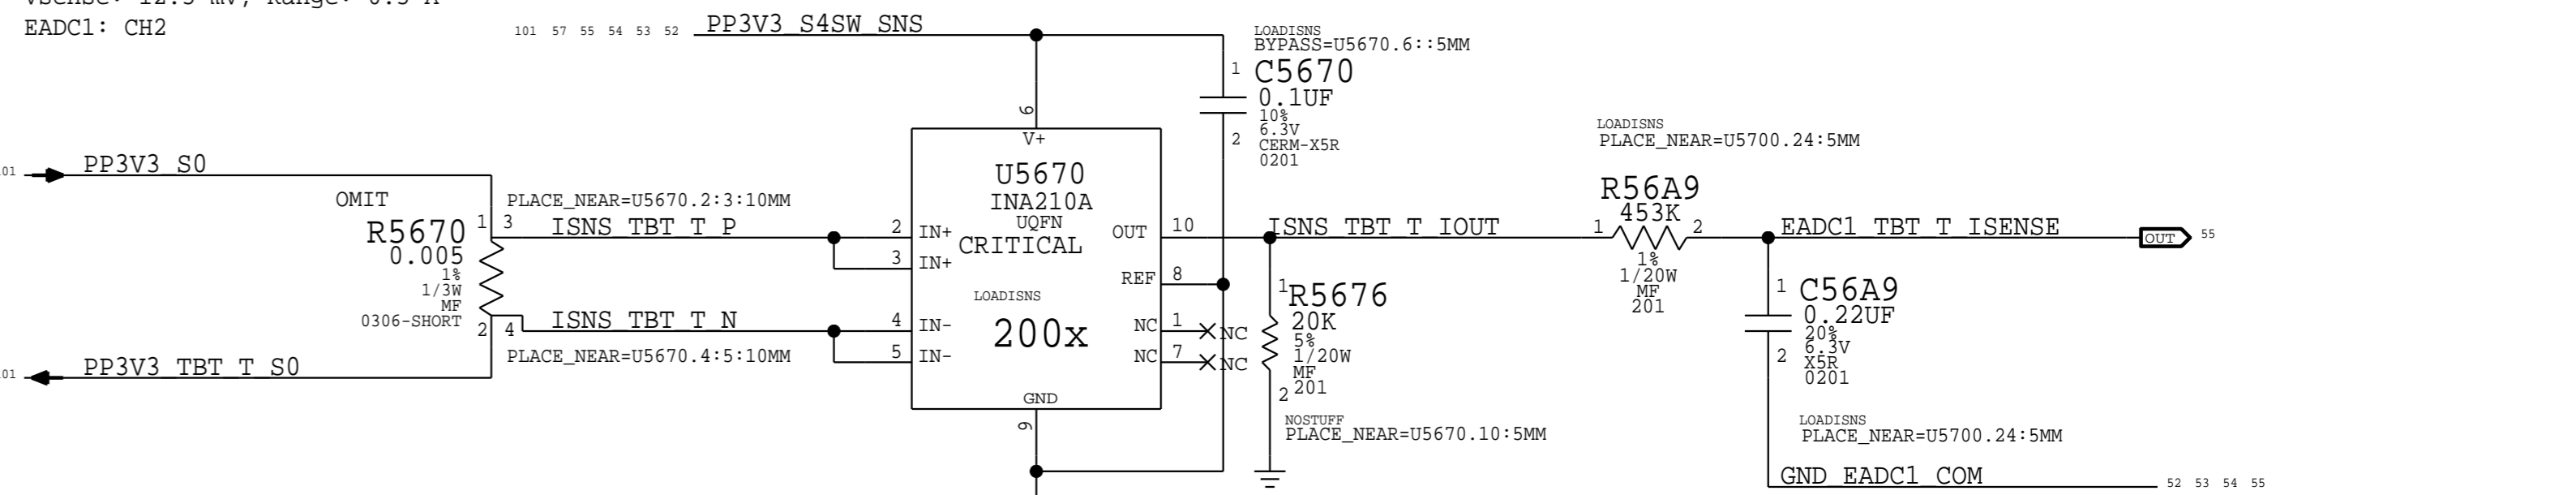 EADC1: CH2
101 57 55 54 53 52 PP3V3_S4SW_SNS
LOADISNS
BYPASS=U5670.6::5MM
1
C5670
0.1UF
10%
6.3V
CERM-X5R
0201
2
6
V+
U5670
INA210A
UQFN
CRITICAL
LOADISNS
200x
GND
9
PP3V3_S0
OMIT
R5670
0.005
1%
1/3W
MF
0306-SHORT
1 3
2 4
PLACE_NEAR=U5670.2:3:10MM
ISNS_TBT_T_P
ISNS_TBT_T_N
PLACE_NEAR=U5670.4:5:10MM
PP3V3_TBT_T_S0
2 IN+
3 IN+
4 IN-
5 IN-
OUT 10
REF 8
NC 1 NC
NC 7 NC
ISNS_TBT_T_IOUT
1
R5676
20K
5%
1/20W
MF
201
2
NOSTUFF
PLACE_NEAR=U5670.10:5MM
LOADISNS
PLACE_NEAR=U5700.24:5MM
R56A9
453K
1 2
1%
1/20W
MF
201
EADC1_TBT_T_ISENSE
OUT 55
1
C56A9
0.22UF
20%
6.3V
X5R
0201
2
LOADISNS
PLACE_NEAR=U5700.24:5MM
GND_EADC1_COM
52 53 54 55